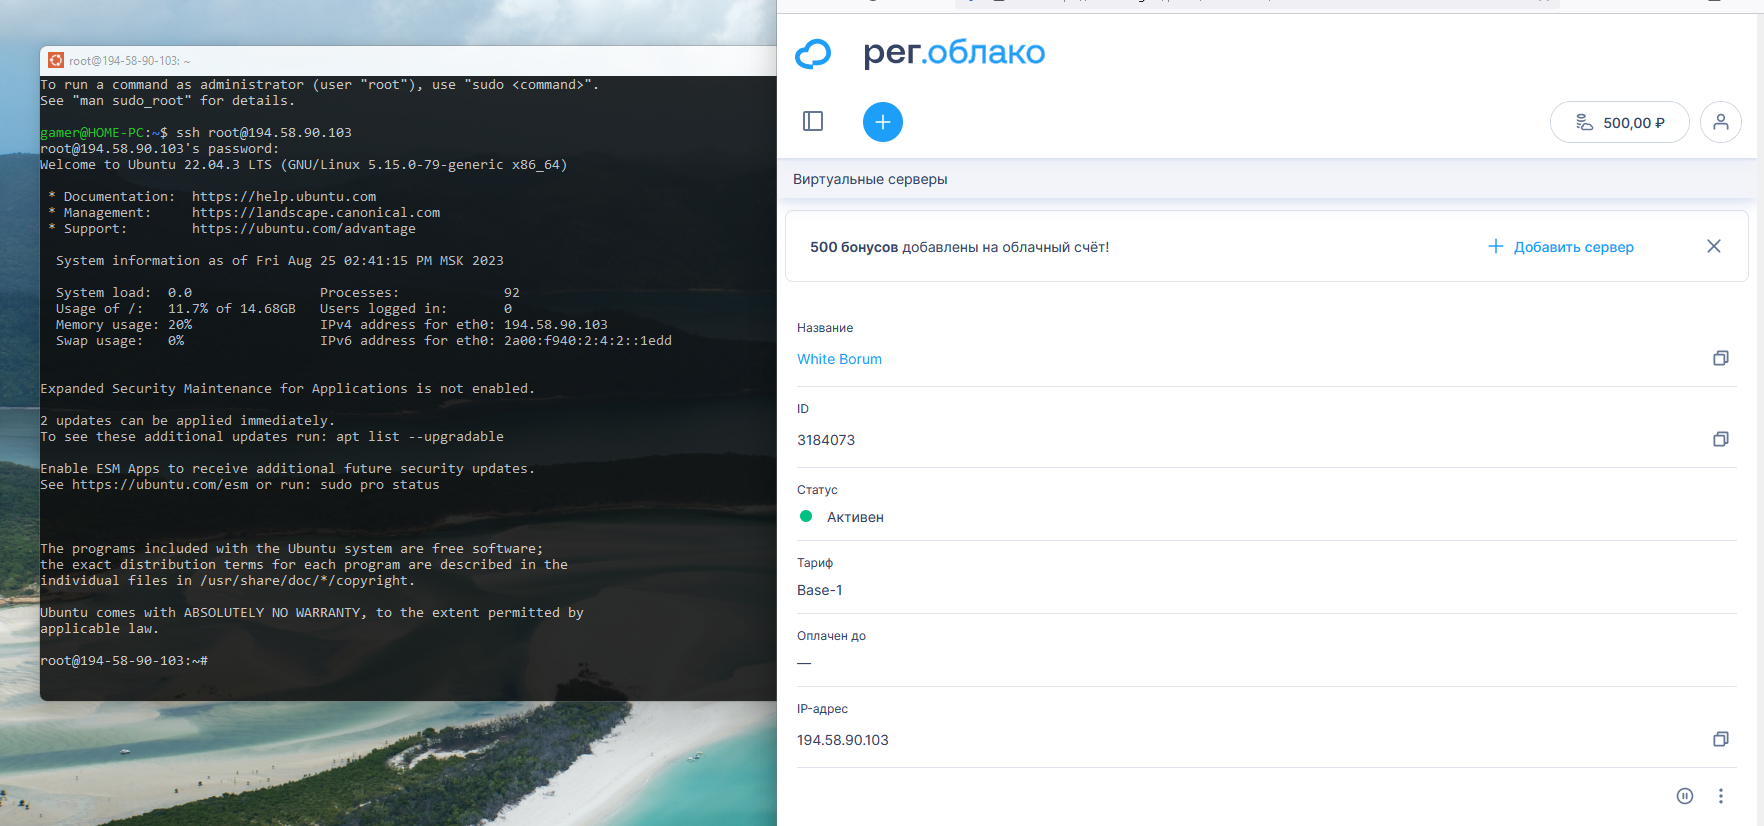 root@194-58-90-103: ~
To run a command as administrator (user "root"), use "sudo <command>".
See "man sudo_root" for details.
gamer@HOME-PC:~$ ssh root@194.58.90.103
root@194.58.90.103's password:
Welcome to Ubuntu 22.04.3 LTS (GNU/Linux 5.15.0-79-generic x86_64)
* Documentation:  https://help.ubuntu.com
* Management:     https://landscape.canonical.com
* Support:        https://ubuntu.com/advantage
System information as of Fri Aug 25 02:41:15 PM MSK 2023
System load:  0.0                Processes:             92
Usage of /:   11.7% of 14.68GB   Users logged in:       0
Memory usage: 20%                IPv4 address for eth0: 194.58.90.103
Swap usage:   0%                 IPv6 address for eth0: 2a00:f940:2:4:2::1edd
Expanded Security Maintenance for Applications is not enabled.
2 updates can be applied immediately.
To see these additional updates run: apt list --upgradable
Enable ESM Apps to receive additional future security updates.
See https://ubuntu.com/esm or run: sudo pro status
The programs included with the Ubuntu system are free software;
the exact distribution terms for each program are described in the
individual files in /usr/share/doc/*/copyright.
Ubuntu comes with ABSOLUTELY NO WARRANTY, to the extent permitted by
applicable law.
root@194-58-90-103:~#
рег.облако
500,00 ₽
Виртуальные серверы
500 бонусов добавлены на облачный счёт!
Добавить сервер
Название
White Borum
ID
3184073
Статус
Активен
Тариф
Base-1
Оплачен до
—
IP-адрес
194.58.90.103